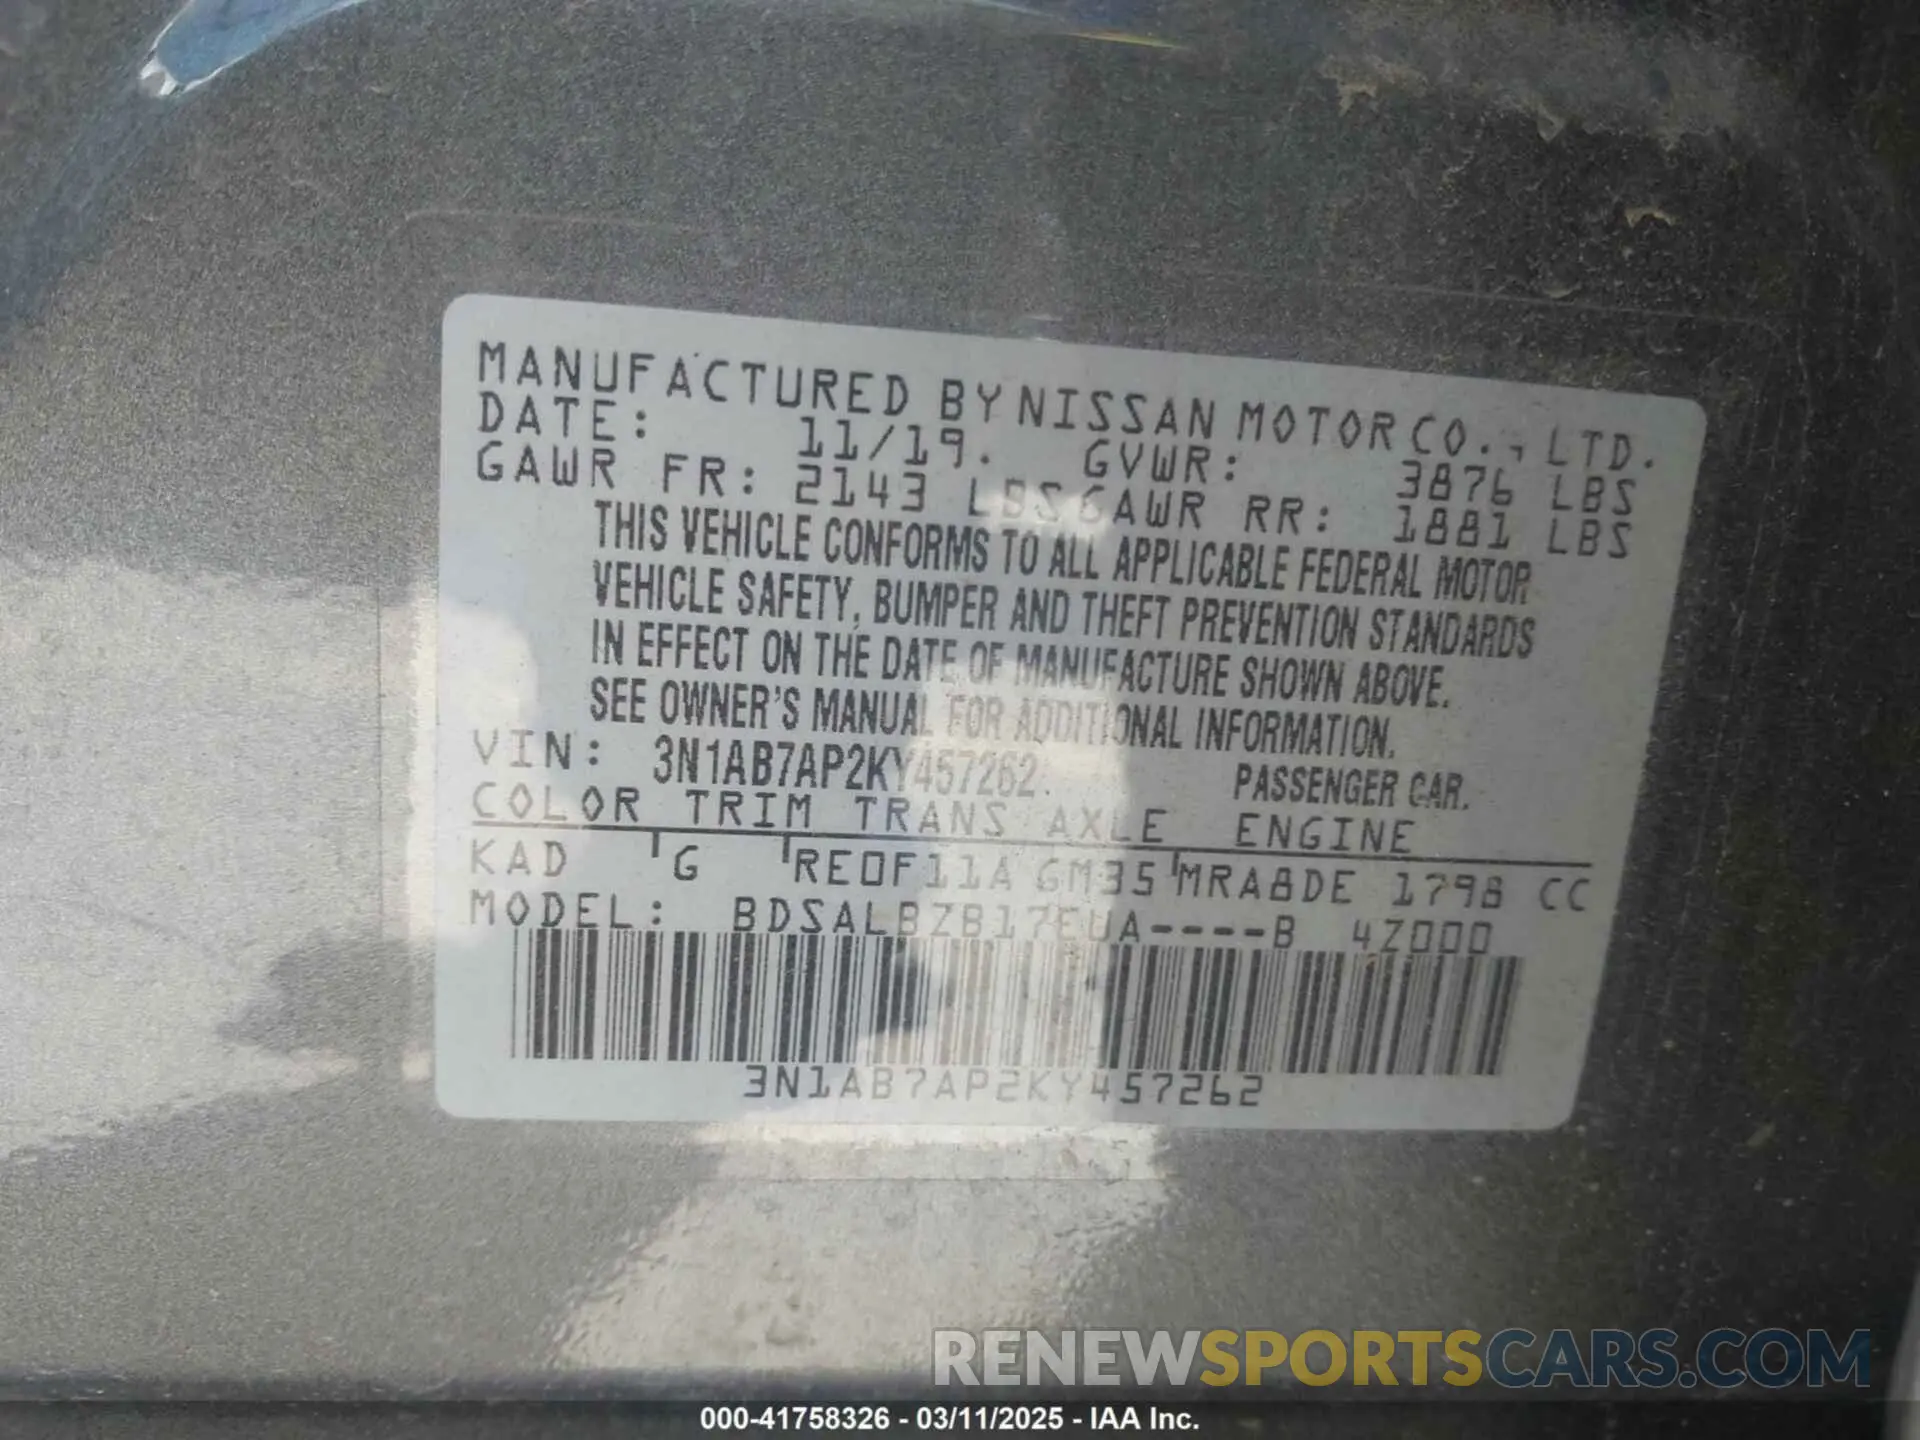 MANUFACTURED BY NISSAN MOTOR CO., LTD.
DATE: 11/19. GVWR: 3876 LBS
GAWR FR: 2143 LBS GAWR RR: 1881 LBS
THIS VEHICLE CONFORMS TO ALL APPLICABLE FEDERAL MOTOR
VEHICLE SAFETY, BUMPER AND THEFT PREVENTION STANDARDS
IN EFFECT ON THE DATE OF MANUFACTURE SHOWN ABOVE.
SEE OWNER'S MANUAL FOR ADDITIONAL INFORMATION.
VIN: 3N1AB7AP2KY457262. PASSENGER CAR.
COLOR TRIM TRANS AXLE ENGINE
KAD G RE0F11A GM35 MRA8DE 1798 CC
MODEL: BDSALBZB17EUA----B 4Z000
3N1AB7AP2KY457262
RENEWSPORTSCARS.COM
000-41758326 - 03/11/2025 - IAA Inc.